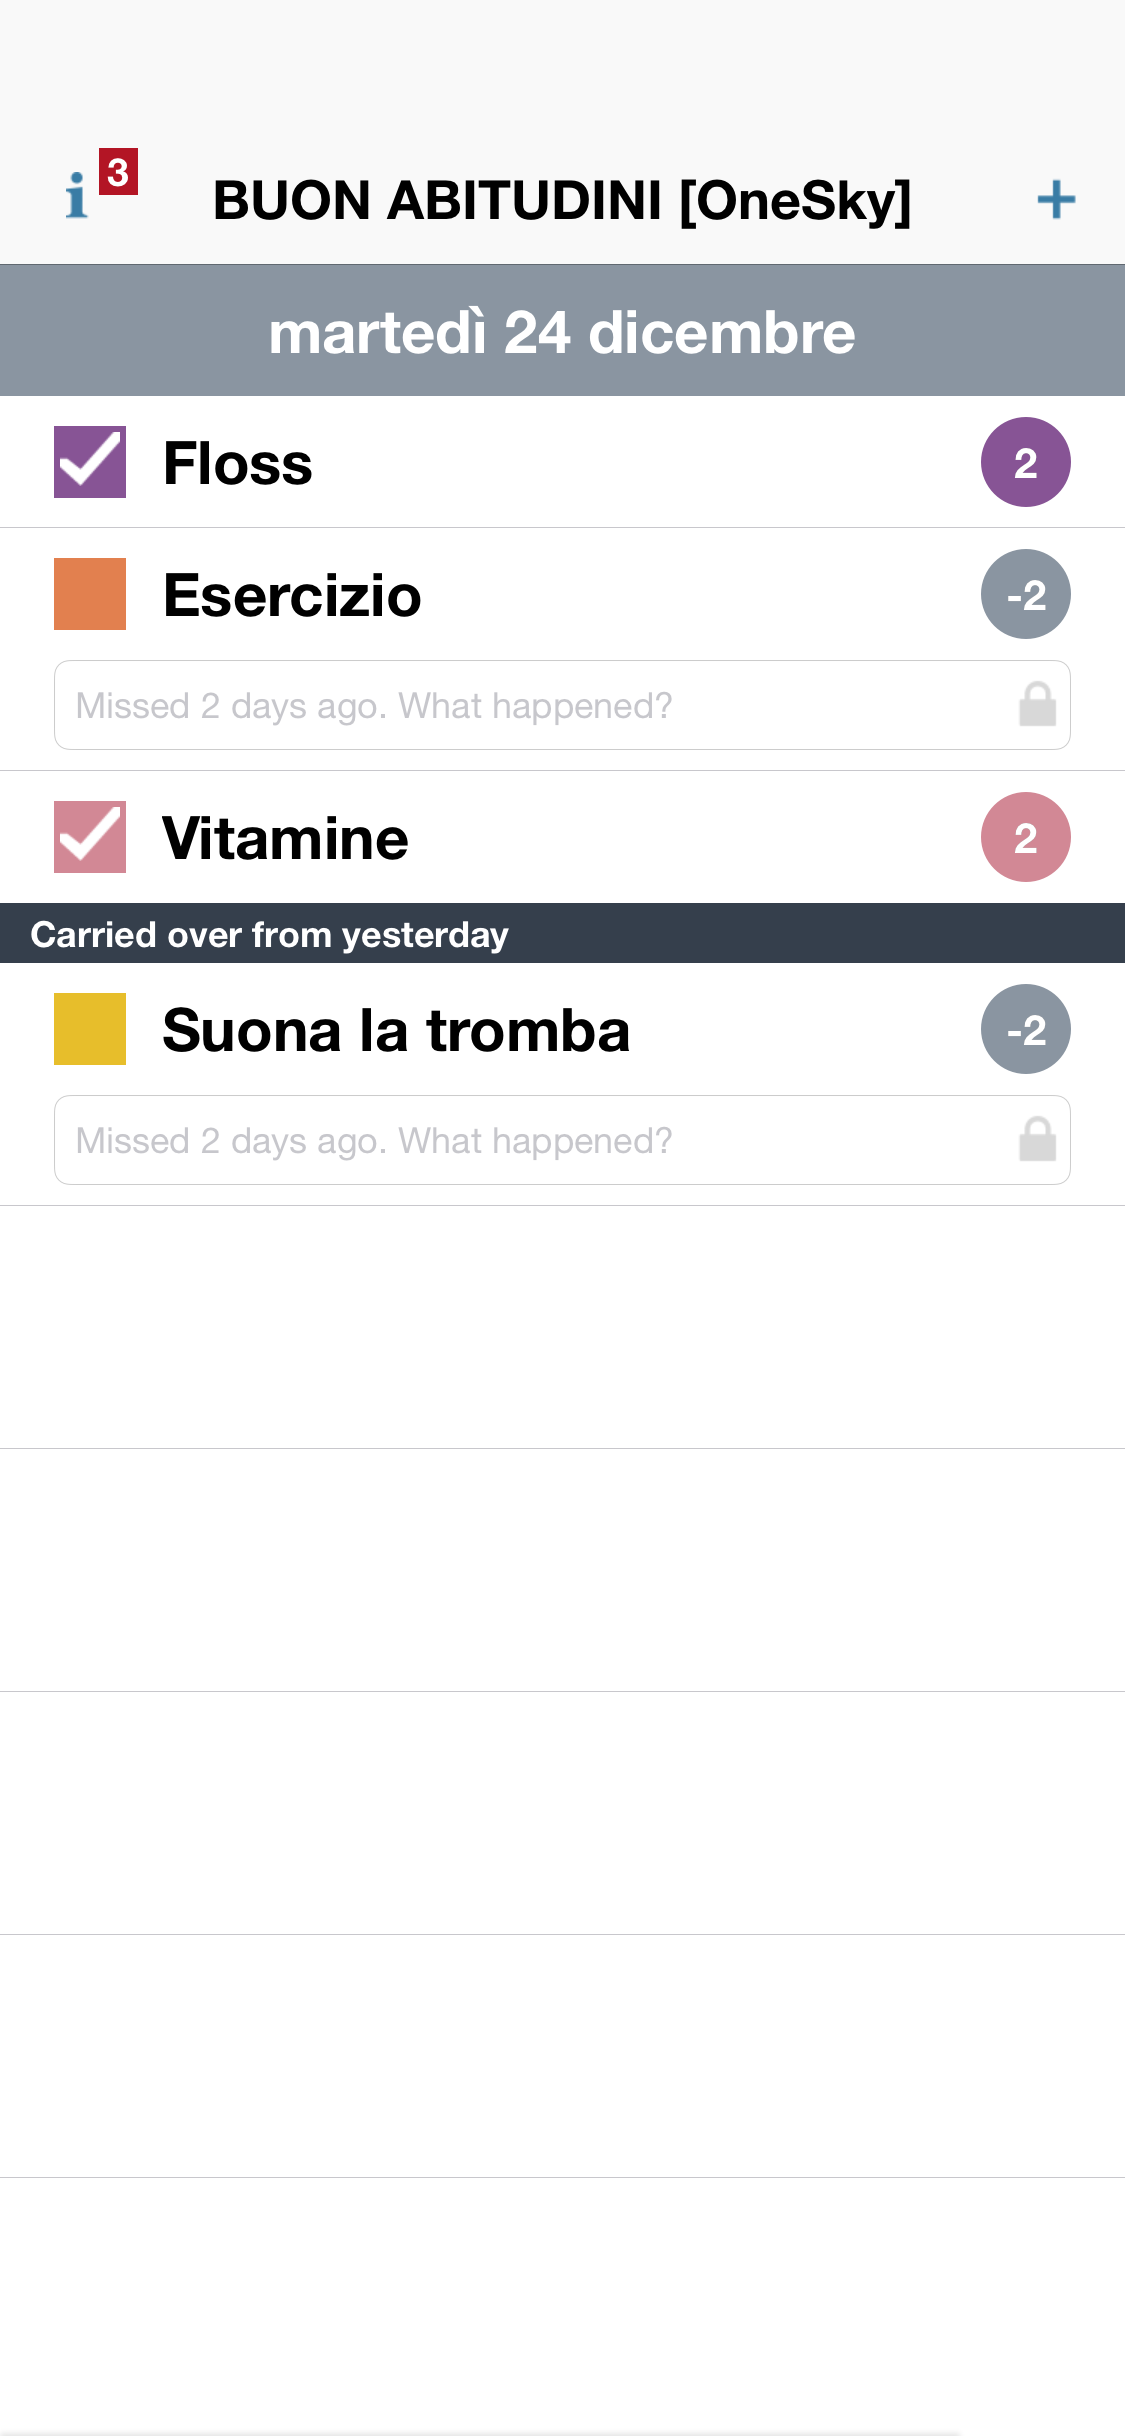 i 3
BUON ABITUDINI [OneSky]
+
martedì 24 dicembre
Floss 2
Esercizio -2
Missed 2 days ago. What happened?
Vitamine 2
Carried over from yesterday
Suona la tromba -2
Missed 2 days ago. What happened?